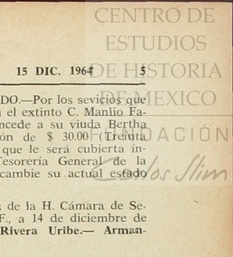 CENTRO DE
ESTUDIOS
DE HISTORIA
DE MEXICO
FUNDACIÓN
Carlos Slim
15 DIC. 1964 5
DO.—Por los sevicios que
el extinto C. Manlio Fa-
ncede a su viuda Bertha
ón de $ 30.00 (Treinta
que le será cubierta in-
Tesorería General de la
cambie su actual estado
s de la H. Cámara de Se-
F., a 14 de diciembre de
Rivera Uribe.— Arman-